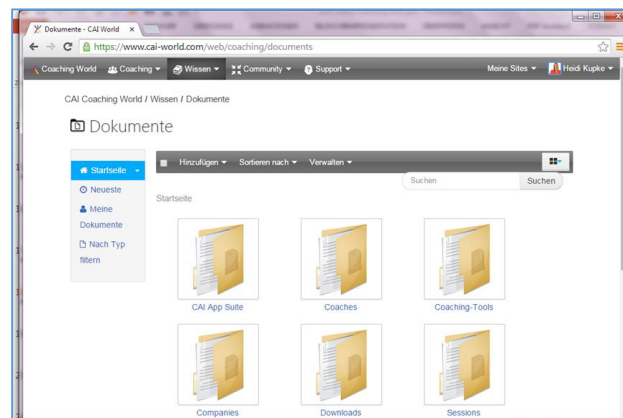 Dokumente - CAI World
https://www.cai-world.com/web/coaching/documents
Coaching World Coaching Wissen Community Support Meine Sites Heidi Kupke
CAI Coaching World / Wissen / Dokumente
Dokumente
Startseite
Neueste
Meine
Dokumente
Nach Typ
filtern
Hinzufügen Sortieren nach Verwalten
Suchen Suchen
Startseite
CAI App Suite Coaches Coaching-Tools
Companies Downloads Sessions